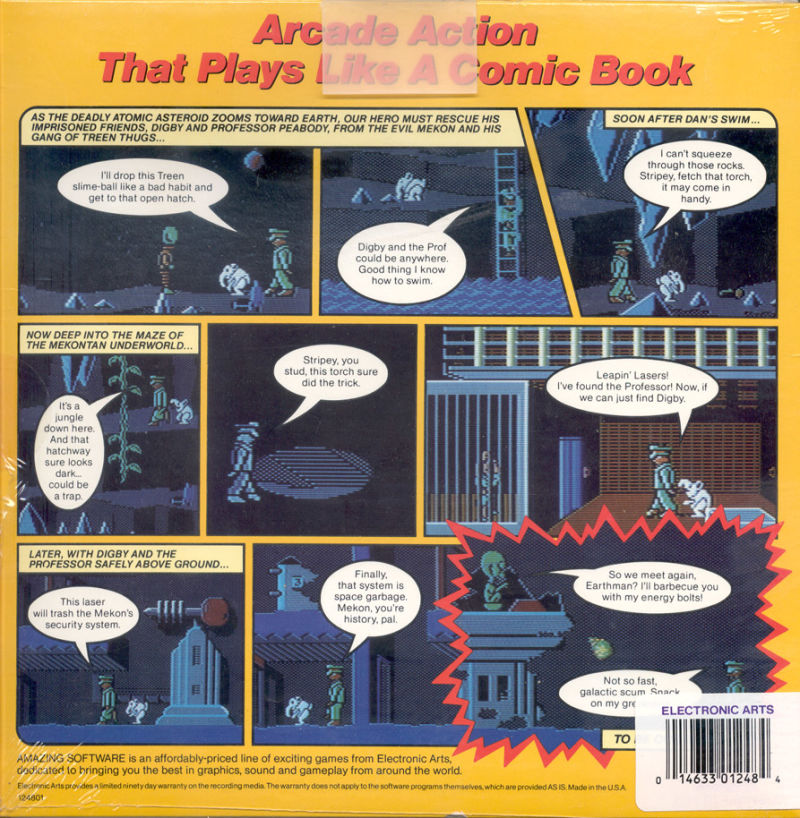 Arcade Action
That Plays Like A Comic Book
AS THE DEADLY ATOMIC ASTEROID ZOOMS TOWARD EARTH, OUR HERO MUST RESCUE HIS
IMPRISONED FRIENDS, DIGBY AND PROFESSOR PEABODY, FROM THE EVIL MEKON AND HIS
GANG OF TREEN THUGS...
I'll drop this Treen
slime-ball like a bad habit and
get to that open hatch.
Digby and the Prof
could be anywhere.
Good thing I know
how to swim.
SOON AFTER DAN'S SWIM...
I can't squeeze
through those rocks.
Stripey, fetch that torch,
it may come in
handy.
NOW DEEP INTO THE MAZE OF
THE MEKONTAN UNDERWORLD...
It's a
jungle
down here.
And that
hatchway
sure looks
dark...
could be
a trap.
Stripey, you
stud, this torch sure
did the trick.
Leapin' Lasers!
I've found the Professor! Now, if
we can just find Digby.
LATER, WITH DIGBY AND THE
PROFESSOR SAFELY ABOVE GROUND...
This laser
will trash the Mekon's
security system.
3
Finally,
that system is
space garbage.
Mekon, you're
history, pal.
So we meet again,
Earthman? I'll barbecue you
with my energy bolts!
Not so fast,
galactic scum. Snack
on my
TO
ELECTRONIC ARTS
0 14633 01248 4
AMAZING SOFTWARE is an affordably-priced line of exciting games from Electronic Arts,
dedicated to bringing you the best in graphics, sound and gameplay from around the world.
Electronic Arts provides a limited ninety day warranty on the recording media. The warranty does not apply to the software programs themselves, which are provided AS IS. Made in the U.S.A.
124801